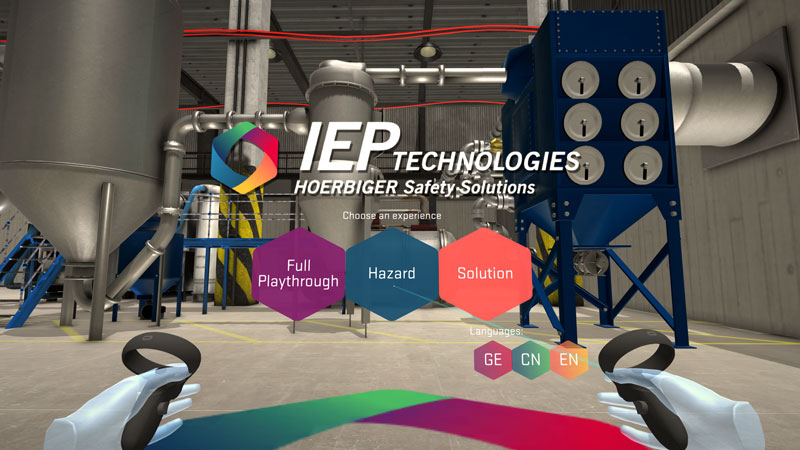 IEP TECHNOLOGIES
HOERBIGER Safety Solutions
Choose an experience
Full
Playthrough
Hazard
Solution
Languages:
GE
CN
EN